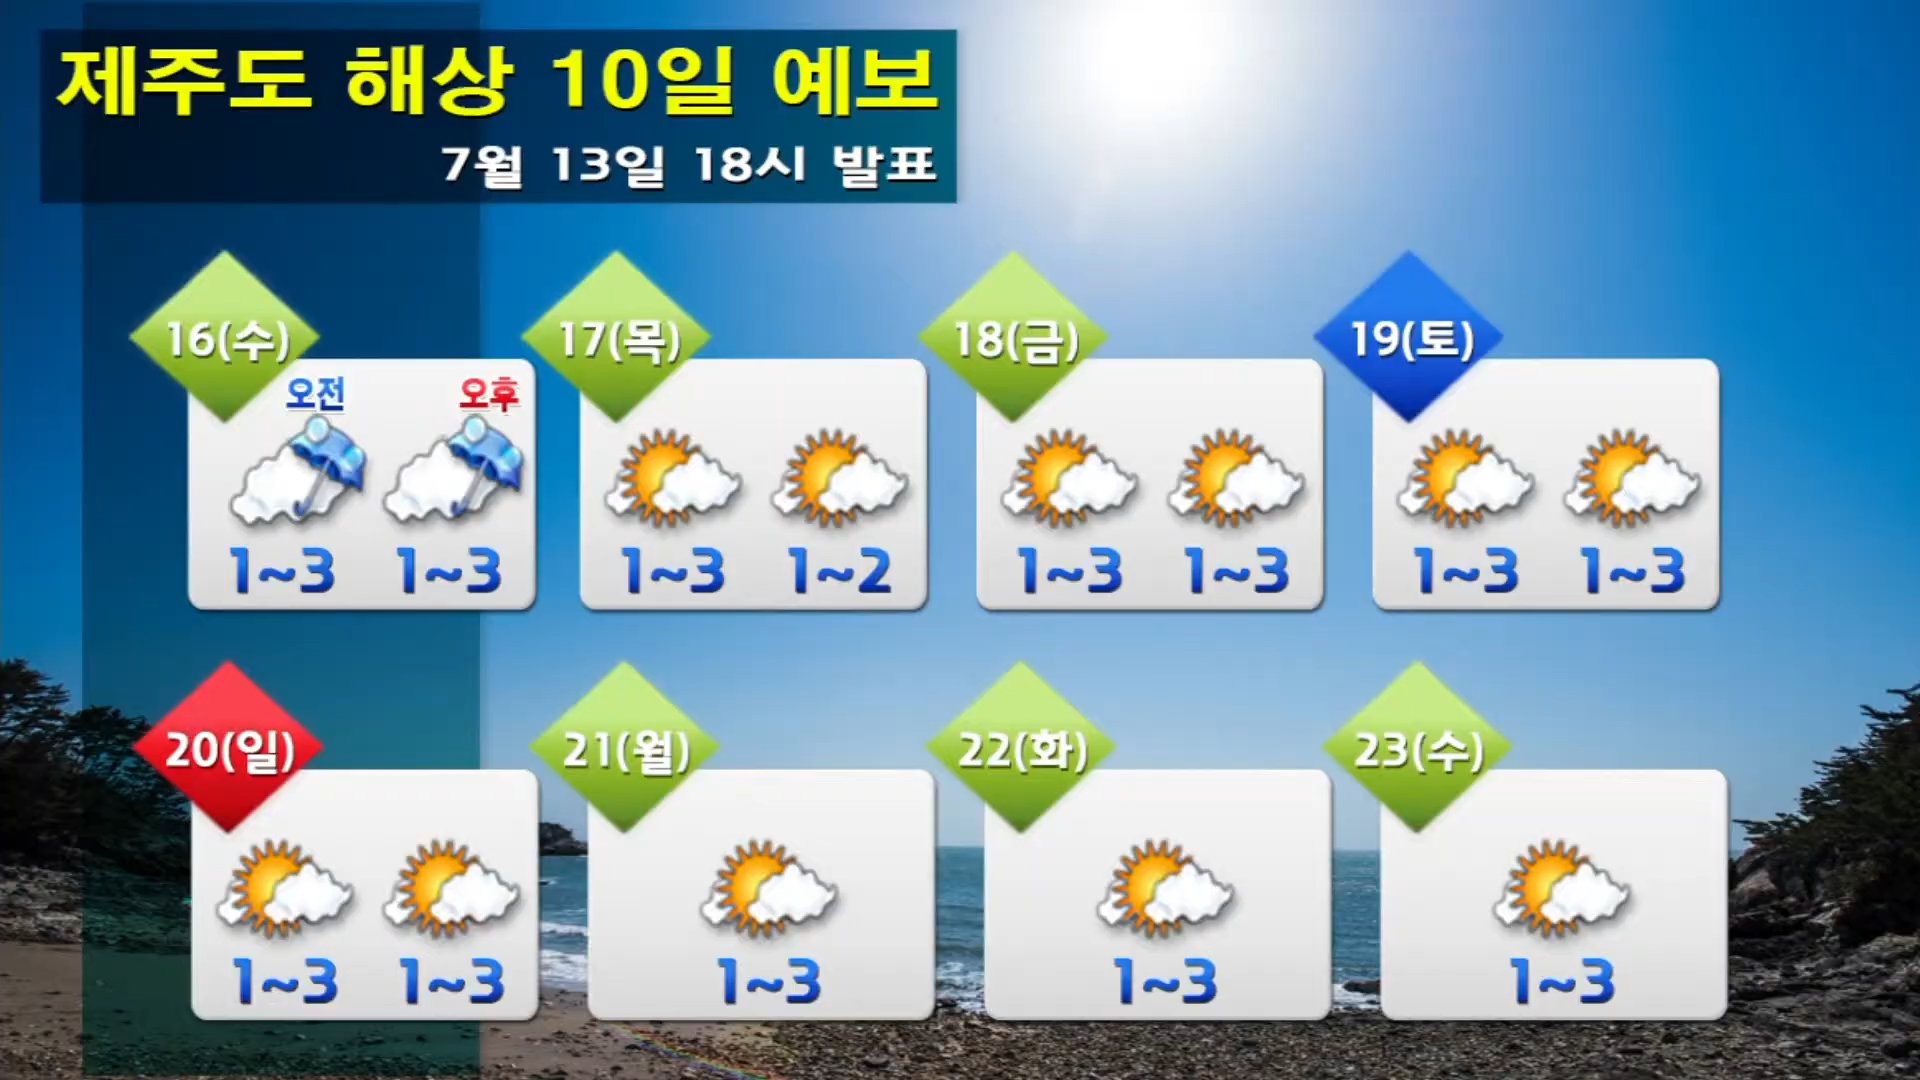 제주도 해상 10일 예보
7월 13일 18시 발표
16(수)
오전 오후
1~3 1~3
17(목)
1~3 1~2
18(금)
1~3 1~3
19(토)
1~3 1~3
20(일)
1~3 1~3
21(월)
1~3
22(화)
1~3
23(수)
1~3